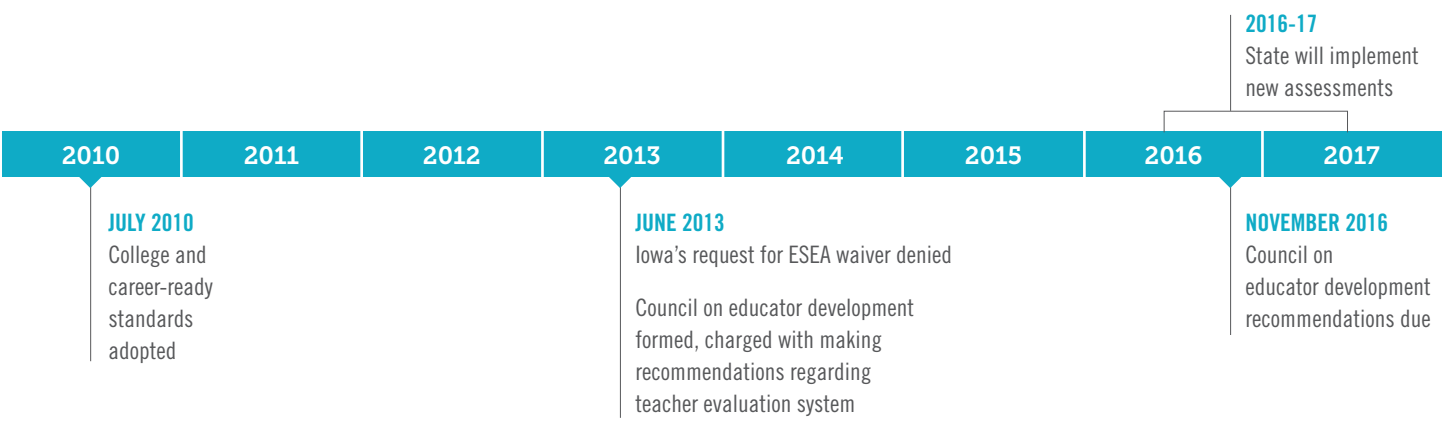 2016-17
State will implement
new assessments
2010 2011 2012 2013 2014 2015 2016 2017
JULY 2010
College and
career-ready
standards
adopted
JUNE 2013
Iowa’s request for ESEA waiver denied
Council on educator development
formed, charged with making
recommendations regarding
teacher evaluation system
NOVEMBER 2016
Council on
educator development
recommendations due